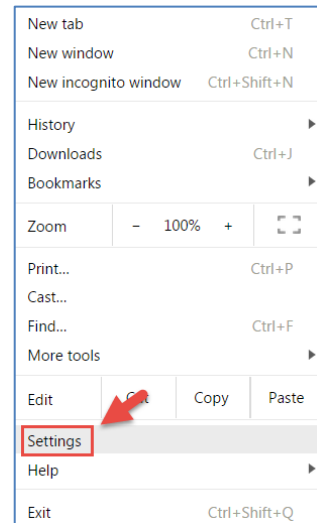 New tab Ctrl+T
New window Ctrl+N
New incognito window Ctrl+Shift+N
History
Downloads Ctrl+J
Bookmarks
Zoom - 100% +
Print... Ctrl+P
Cast...
Find... Ctrl+F
More tools
Edit Cut Copy Paste
Settings
Help
Exit Ctrl+Shift+Q